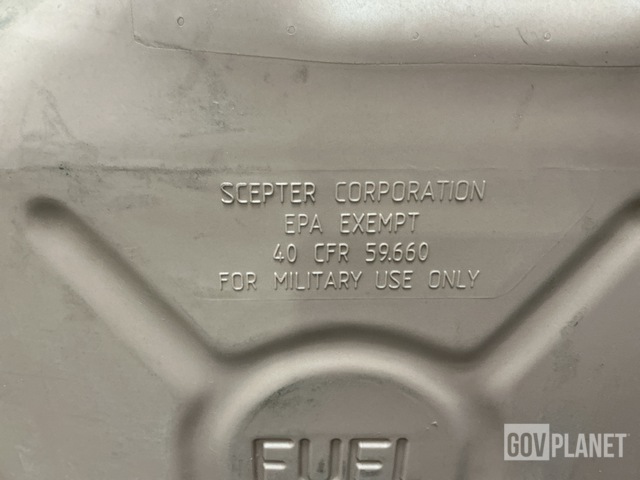 SCEPTER CORPORATION
EPA EXEMPT
40 CFR 59.660
FOR MILITARY USE ONLY
FUEL
GOVPLANET